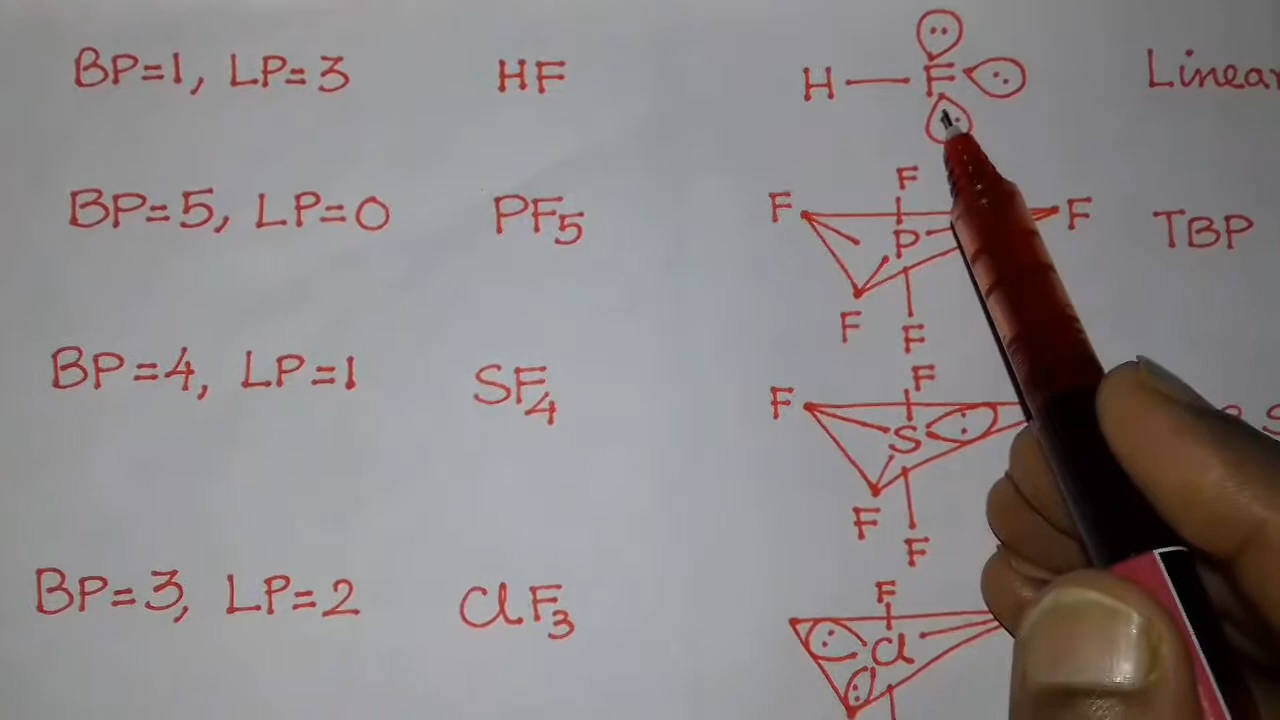 BP=1, LP=3 HF H—F Linear
BP=5, LP=0 PF5 F F P F F F TBP
BP=4, LP=1 SF4 F F S F F
BP=3, LP=2 ClF3 F Cl